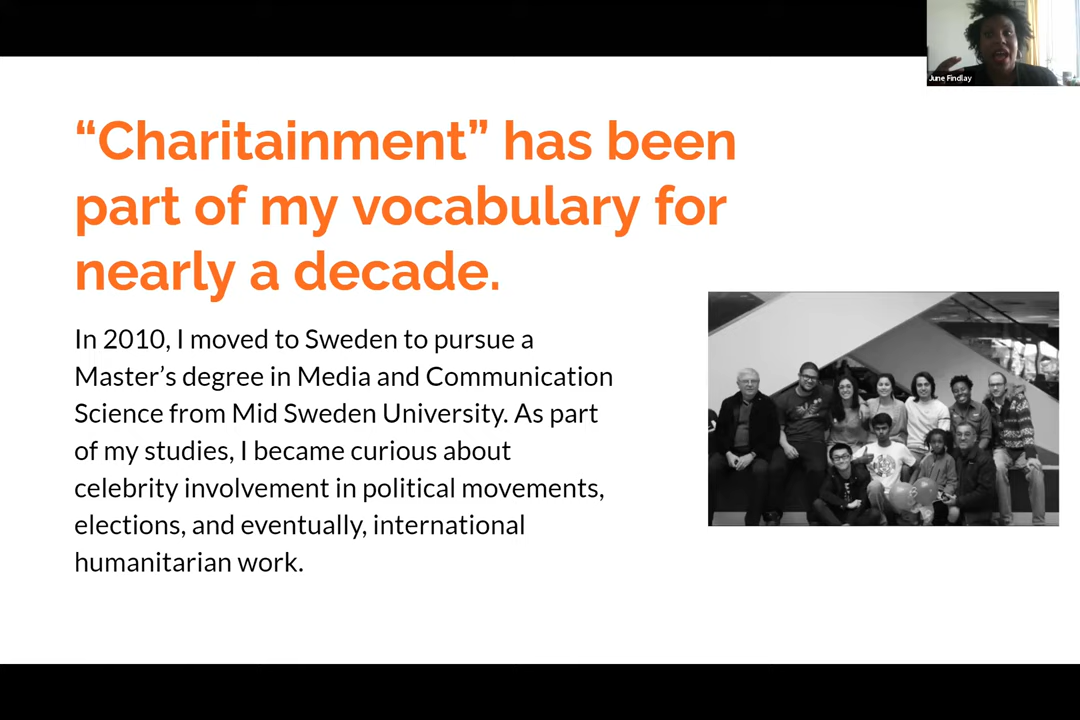 June Findlay
“Charitainment” has been
part of my vocabulary for
nearly a decade.
In 2010, I moved to Sweden to pursue a
Master’s degree in Media and Communication
Science from Mid Sweden University. As part
of my studies, I became curious about
celebrity involvement in political movements,
elections, and eventually, international
humanitarian work.